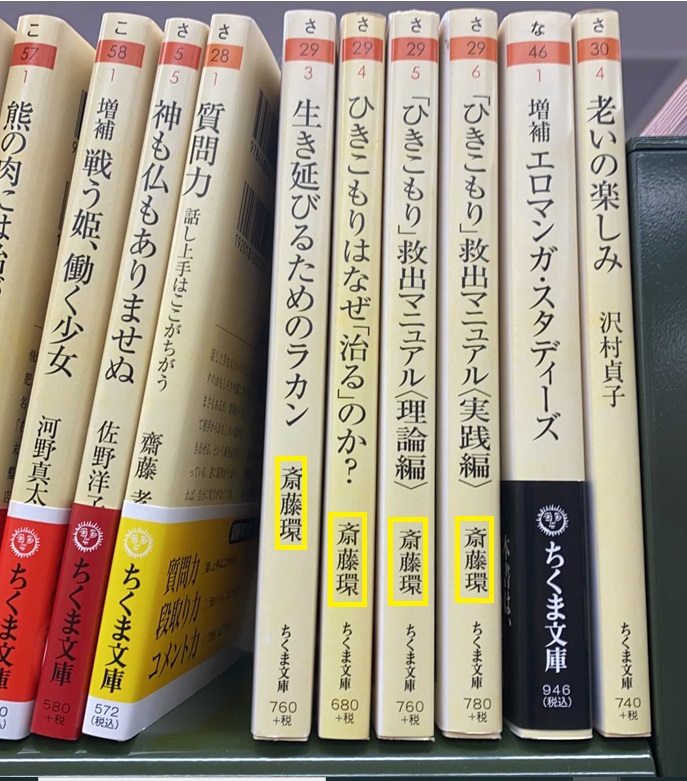 こ
57
1
熊の肉には
ちくま文庫
こ
58
1
増補 戦う姫、働く少女
河野真太
ちくま文庫
580
+税
さ
5
5
神も仏もありませぬ
佐野洋子
ちくま文庫
572
(税込)
さ
28
1
質問力 話し上手はここがちがう
齋藤 孝
質問力
段取り力
コメント力
さ
29
3
生き延びるためのラカン
斎藤環
ちくま文庫
760
+税
さ
29
4
ひきこもりはなぜ「治る」のか?
斎藤環
ちくま文庫
680
+税
さ
29
5
「ひきこもり」救出マニュアル〈理論編〉
斎藤環
ちくま文庫
760
+税
さ
29
6
「ひきこもり」救出マニュアル〈実践編〉
斎藤環
ちくま文庫
780
+税
な
46
1
増補 エロマンガ・スタディーズ
ちくま文庫
946
(税込)
さ
30
4
老いの楽しみ
沢村貞子
ちくま文庫
740
+税